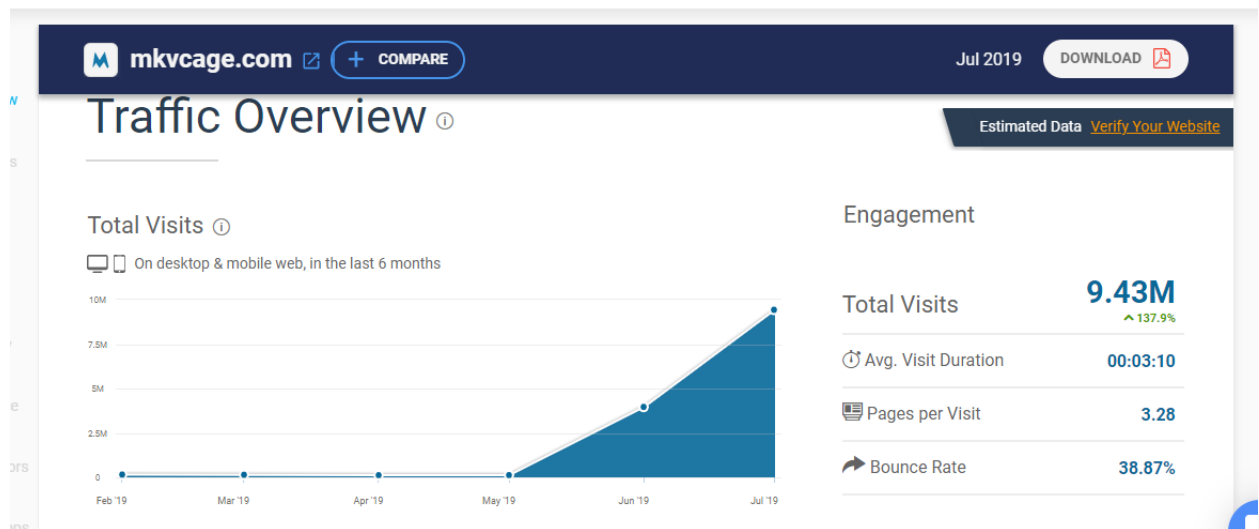 mkvcage.com
+ COMPARE
Jul 2019
DOWNLOAD
Traffic Overview
Estimated Data Verify Your Website
Total Visits
On desktop & mobile web, in the last 6 months
10M
7.5M
5M
2.5M
0
Feb '19 Mar '19 Apr '19 May '19 Jun '19 Jul '19
Engagement
Total Visits 9.43M
137.9%
Avg. Visit Duration 00:03:10
Pages per Visit 3.28
Bounce Rate 38.87%